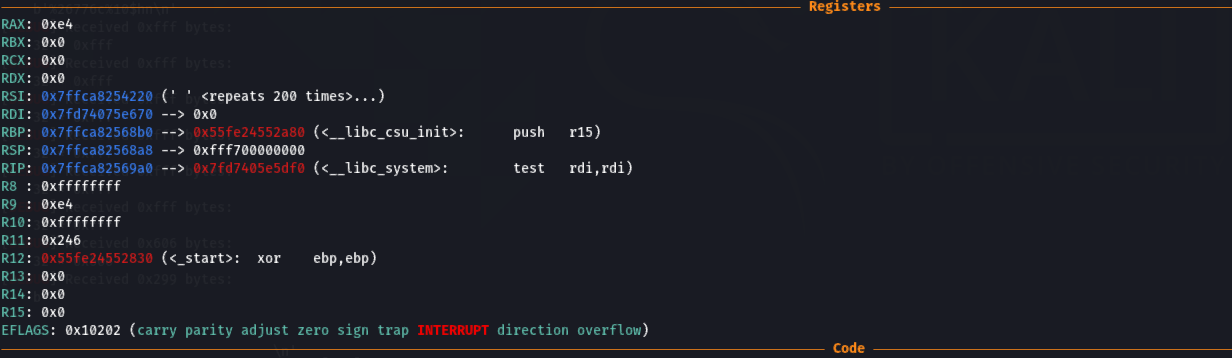 Registers
RAX: 0xe4
RBX: 0x0
RCX: 0x0
RDX: 0x0
RSI: 0x7ffca8254220 (' ' <repeats 200 times>...)
RDI: 0x7fd74075e670 --> 0x0
RBP: 0x7ffca82568b0 --> 0x55fe24552a80 (<__libc_csu_init>: push r15)
RSP: 0x7ffca82568a8 --> 0xfff700000000
RIP: 0x7ffca82569a0 --> 0x7fd7405e5df0 (<__libc_system>: test rdi,rdi)
R8 : 0xffffffff
R9 : 0xe4
R10: 0xffffffff
R11: 0x246
R12: 0x55fe24552830 (<_start>: xor ebp,ebp)
R13: 0x0
R14: 0x0
R15: 0x0
EFLAGS: 0x10202 (carry parity adjust zero sign trap INTERRUPT direction overflow)
Code